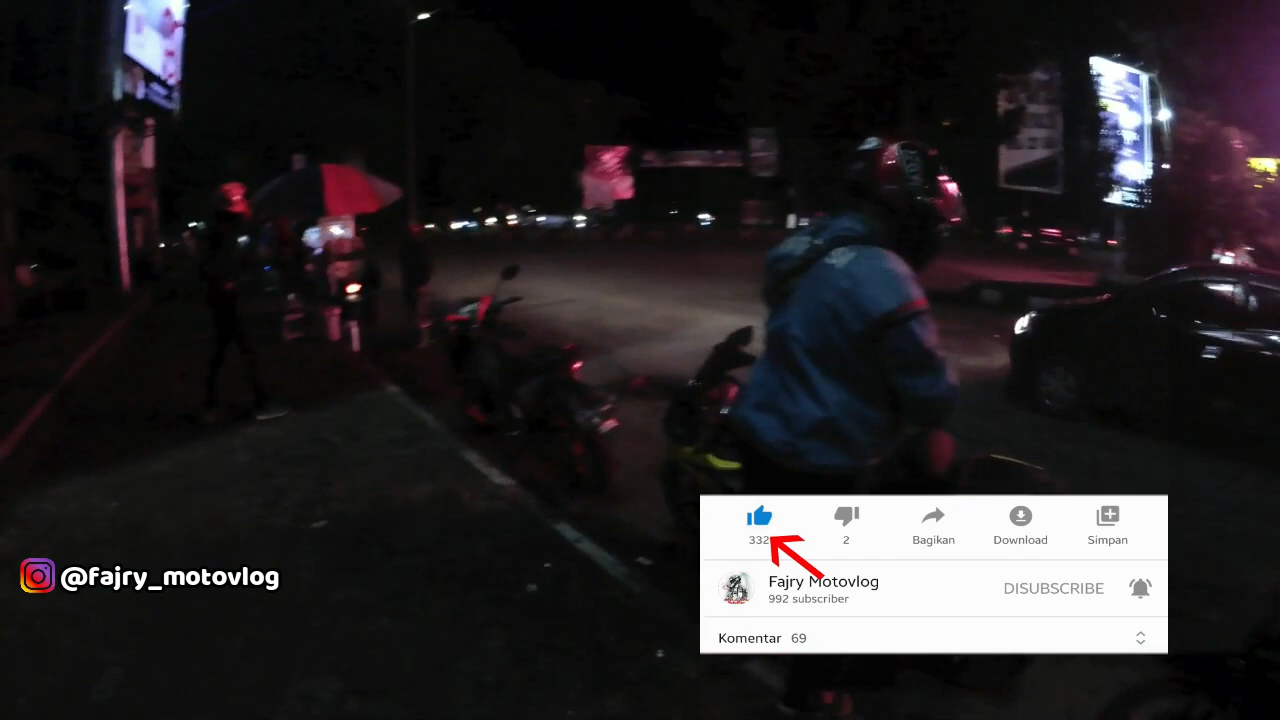 @fajry_motovlog
332
2
Bagikan
Download
Simpan
Fajry Motovlog
992 subscriber
DISUBSCRIBE
Komentar 69